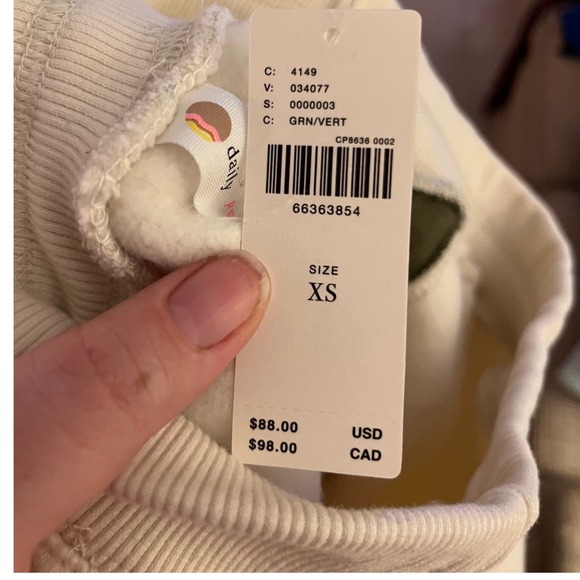 C: 4149
V: 034077
S: 0000003
C: GRN/VERT
CP8636 0002
66363854
daily
SIZE
XS
$88.00 USD
$98.00 CAD